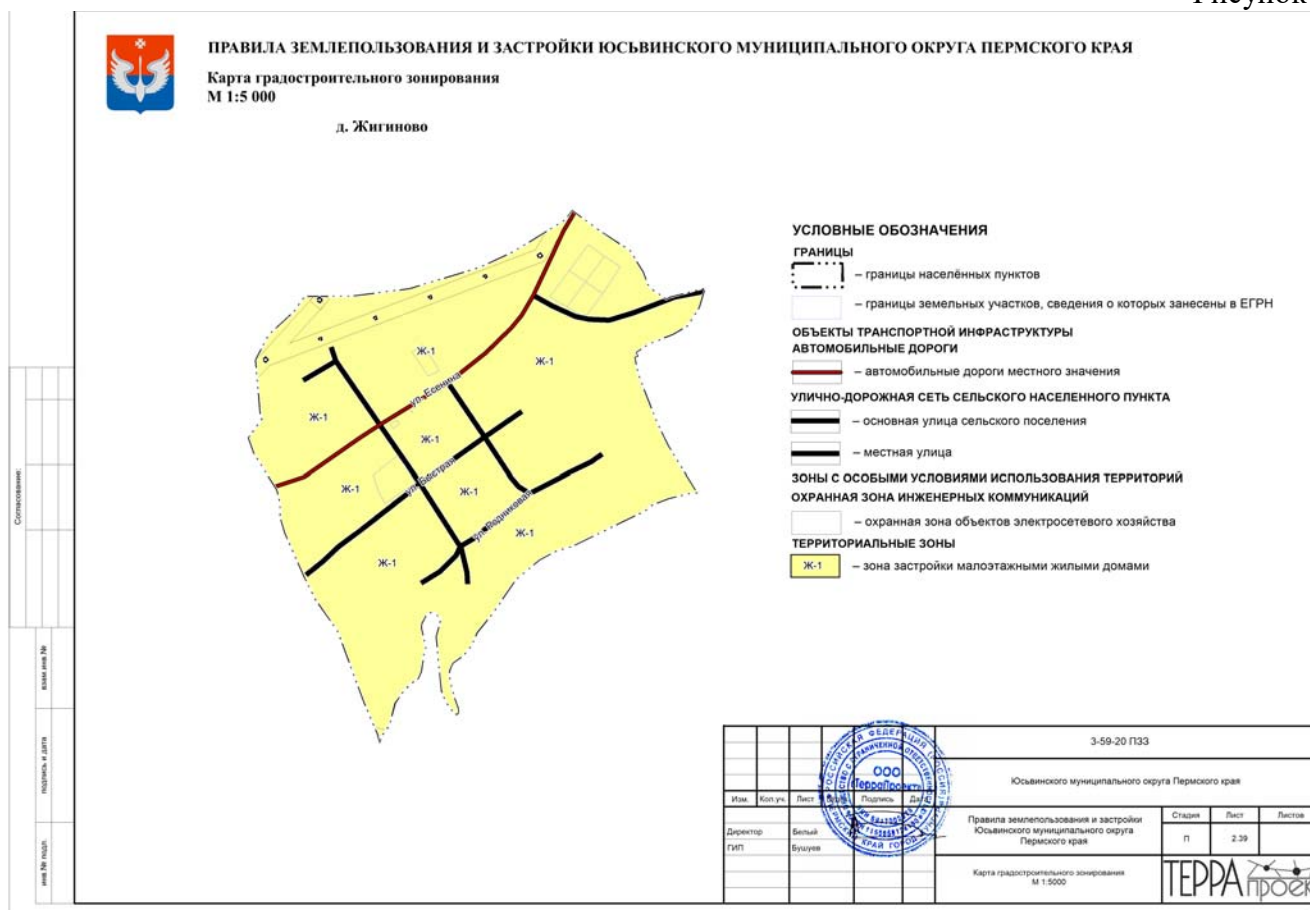 ПРАВИЛА ЗЕМЛЕПОЛЬЗОВАНИЯ И ЗАСТРОЙКИ ЮСЬВИНСКОГО МУНИЦИПАЛЬНОГО ОКРУГА ПЕРМСКОГО КРАЯ
Карта градостроительного зонирования
М 1:5 000
д. Жигиново
Ж-1
Ж-1
ул. Есенина
Ж-1
Ж-1
ул. Быстрая
Ж-1
Ж-1
ул. Родниковая
Ж-1
Ж-1
УСЛОВНЫЕ ОБОЗНАЧЕНИЯ
ГРАНИЦЫ
– границы населённых пунктов
– границы земельных участков, сведения о которых занесены в ЕГРН
ОБЪЕКТЫ ТРАНСПОРТНОЙ ИНФРАСТРУКТУРЫ
АВТОМОБИЛЬНЫЕ ДОРОГИ
– автомобильные дороги местного значения
УЛИЧНО-ДОРОЖНАЯ СЕТЬ СЕЛЬСКОГО НАСЕЛЕННОГО ПУНКТА
– основная улица сельского поселения
– местная улица
ЗОНЫ С ОСОБЫМИ УСЛОВИЯМИ ИСПОЛЬЗОВАНИЯ ТЕРРИТОРИЙ
ОХРАННАЯ ЗОНА ИНЖЕНЕРНЫХ КОММУНИКАЦИЙ
– охранная зона объектов электросетевого хозяйства
ТЕРРИТОРИАЛЬНЫЕ ЗОНЫ
Ж-1 – зона застройки малоэтажными жилыми домами
Согласование:
взам.инв.№
подпись и дата
инв.№ подл.
3-59-20 ПЗЗ
Юсьвинского муниципального округа Пермского края
Изм. Кол.уч. Лист Подпись
Директор Белый
ГИП Бушуев
ООО
"ТерраПроект"
Правила землепользования и застройки
Юсьвинского муниципального округа
Пермского края
Стадия Лист Листов
П 2.39
Карта градостроительного зонирования
М 1:5000
ТЕРРА проек